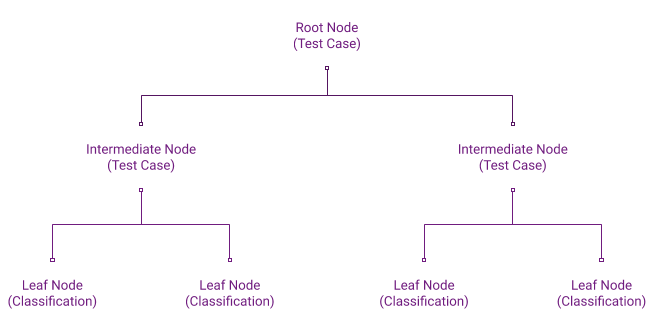 Root Node
(Test Case)
Intermediate Node
(Test Case)
Intermediate Node
(Test Case)
Leaf Node
(Classification)
Leaf Node
(Classification)
Leaf Node
(Classification)
Leaf Node
(Classification)